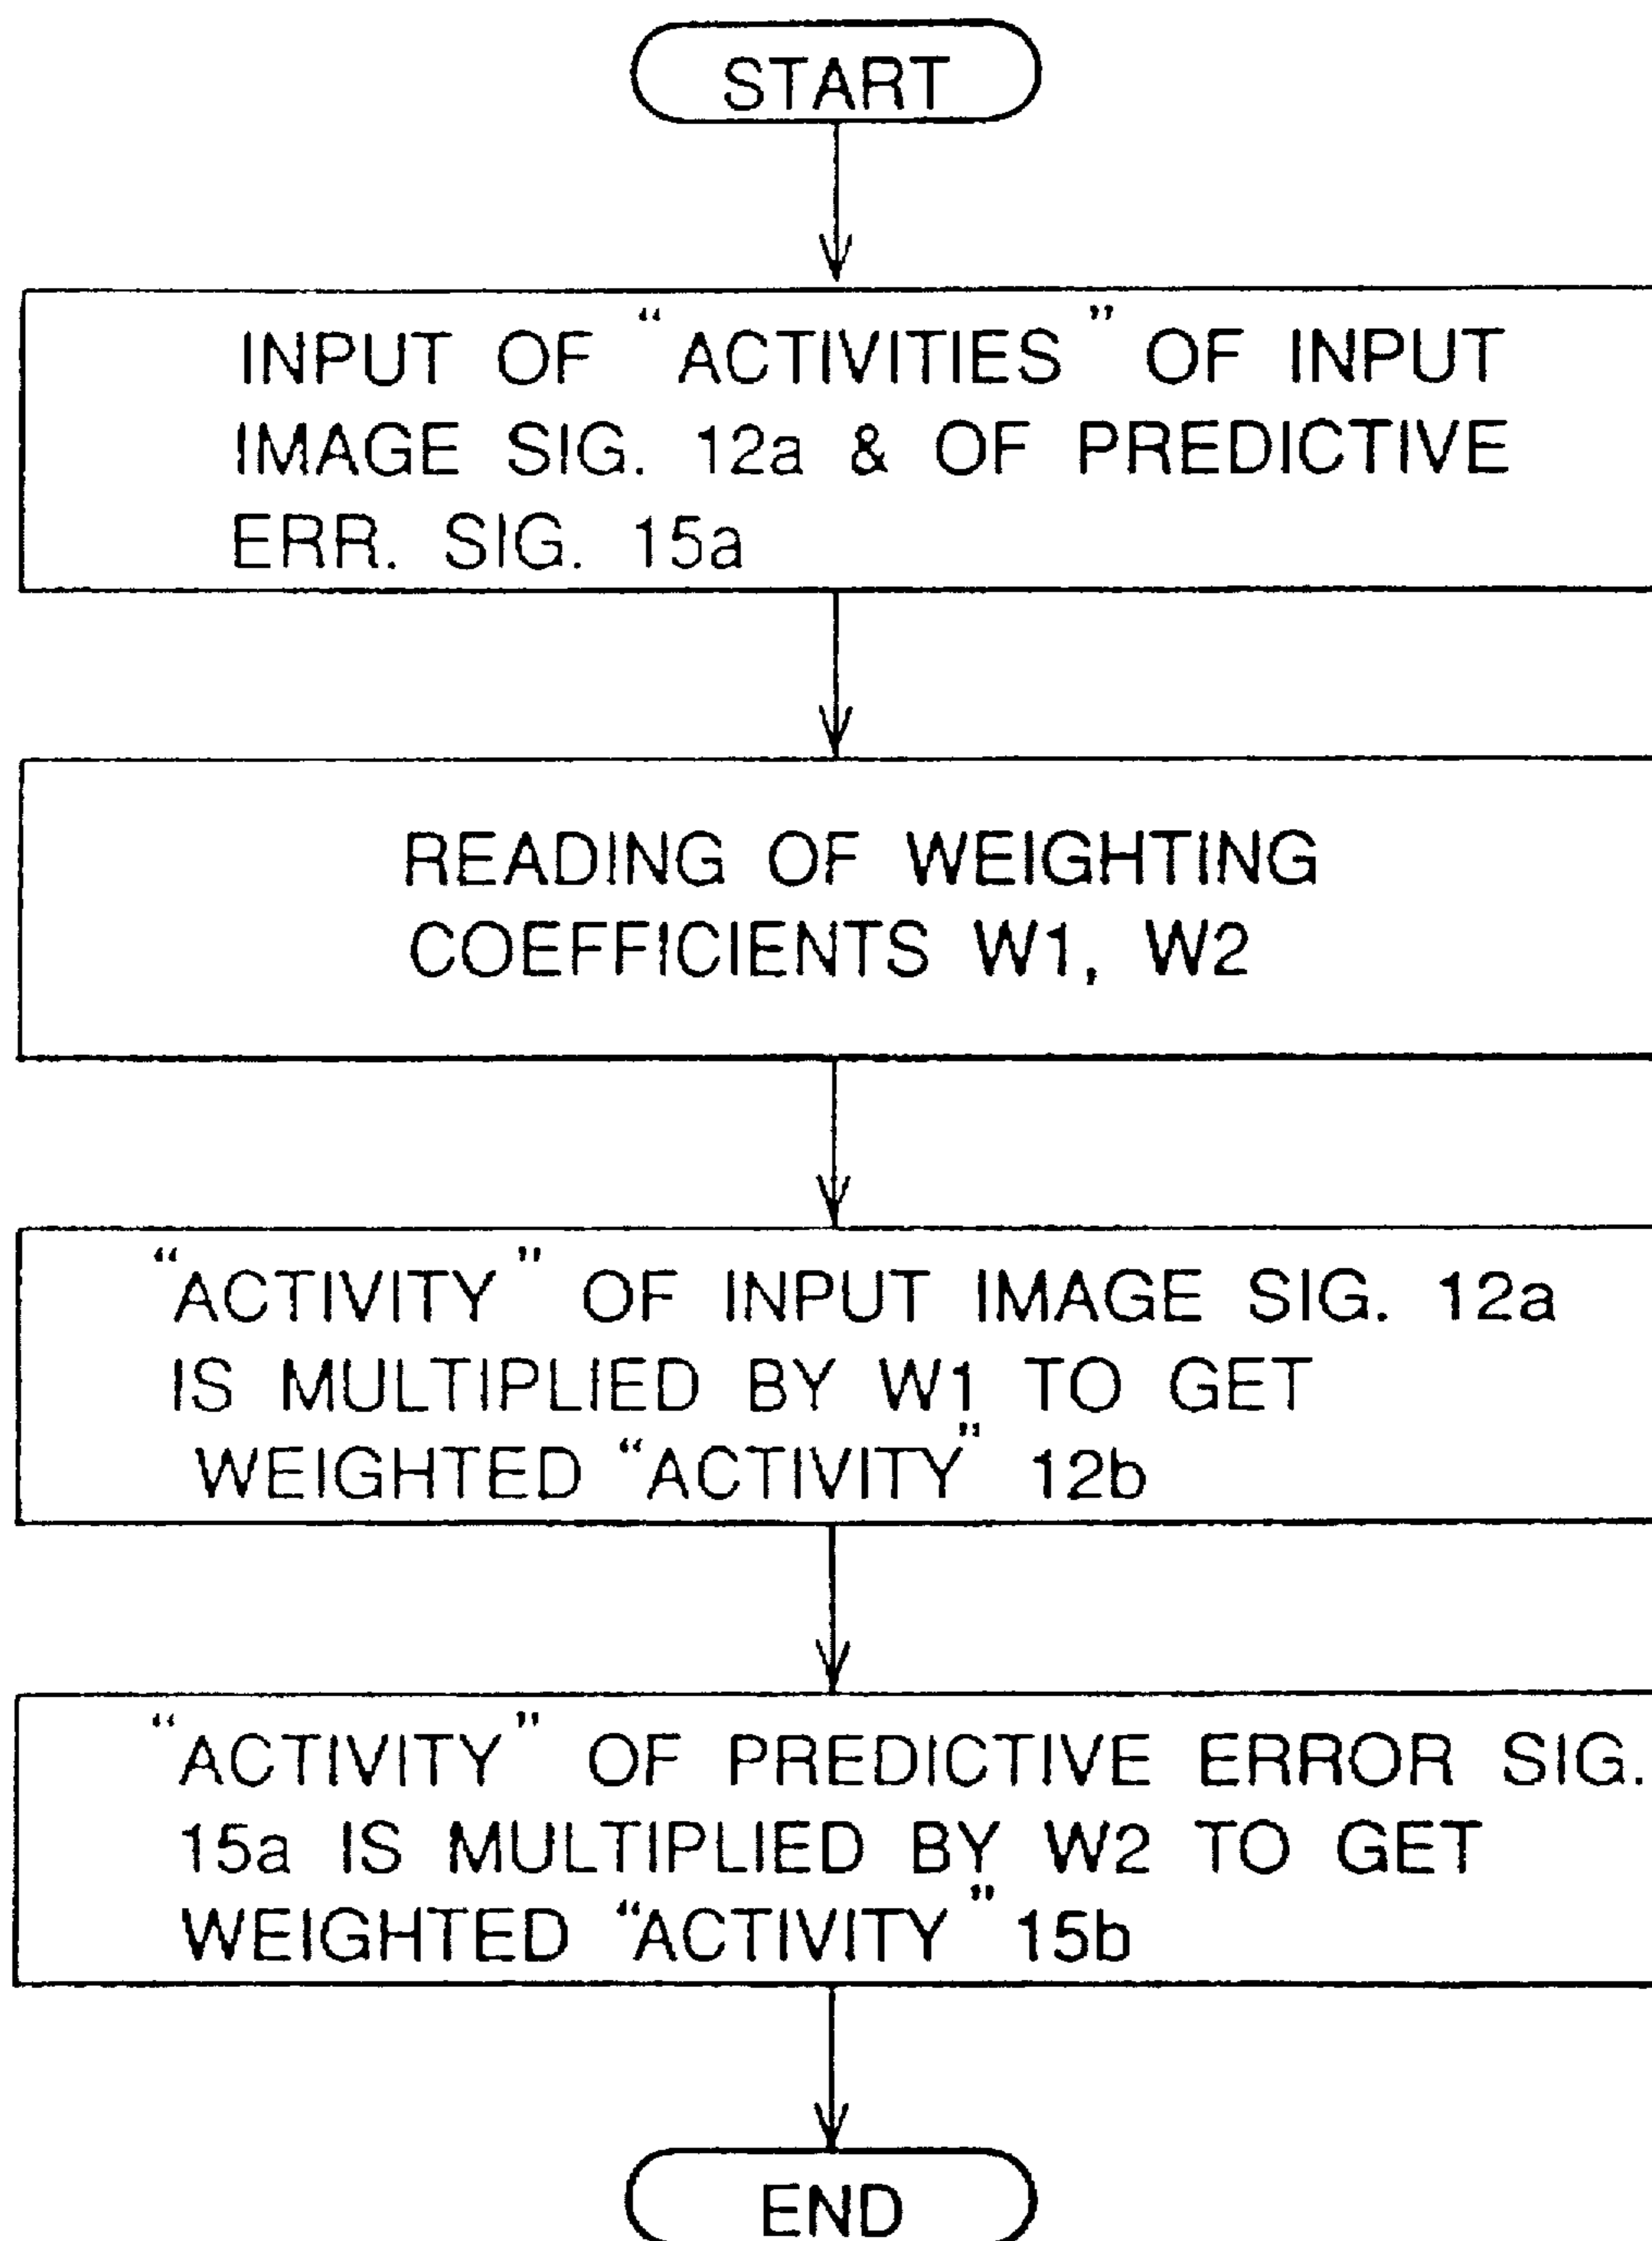 START
INPUT OF "ACTIVITIES" OF INPUT
IMAGE SIG. 12a & OF PREDICTIVE
ERR. SIG. 15a
READING OF WEIGHTING
COEFFICIENTS W1, W2
"ACTIVITY" OF INPUT IMAGE SIG. 12a
IS MULTIPLIED BY W1 TO GET
WEIGHTED "ACTIVITY" 12b
"ACTIVITY" OF PREDICTIVE ERROR SIG.
15a IS MULTIPLIED BY W2 TO GET
WEIGHTED "ACTIVITY" 15b
END